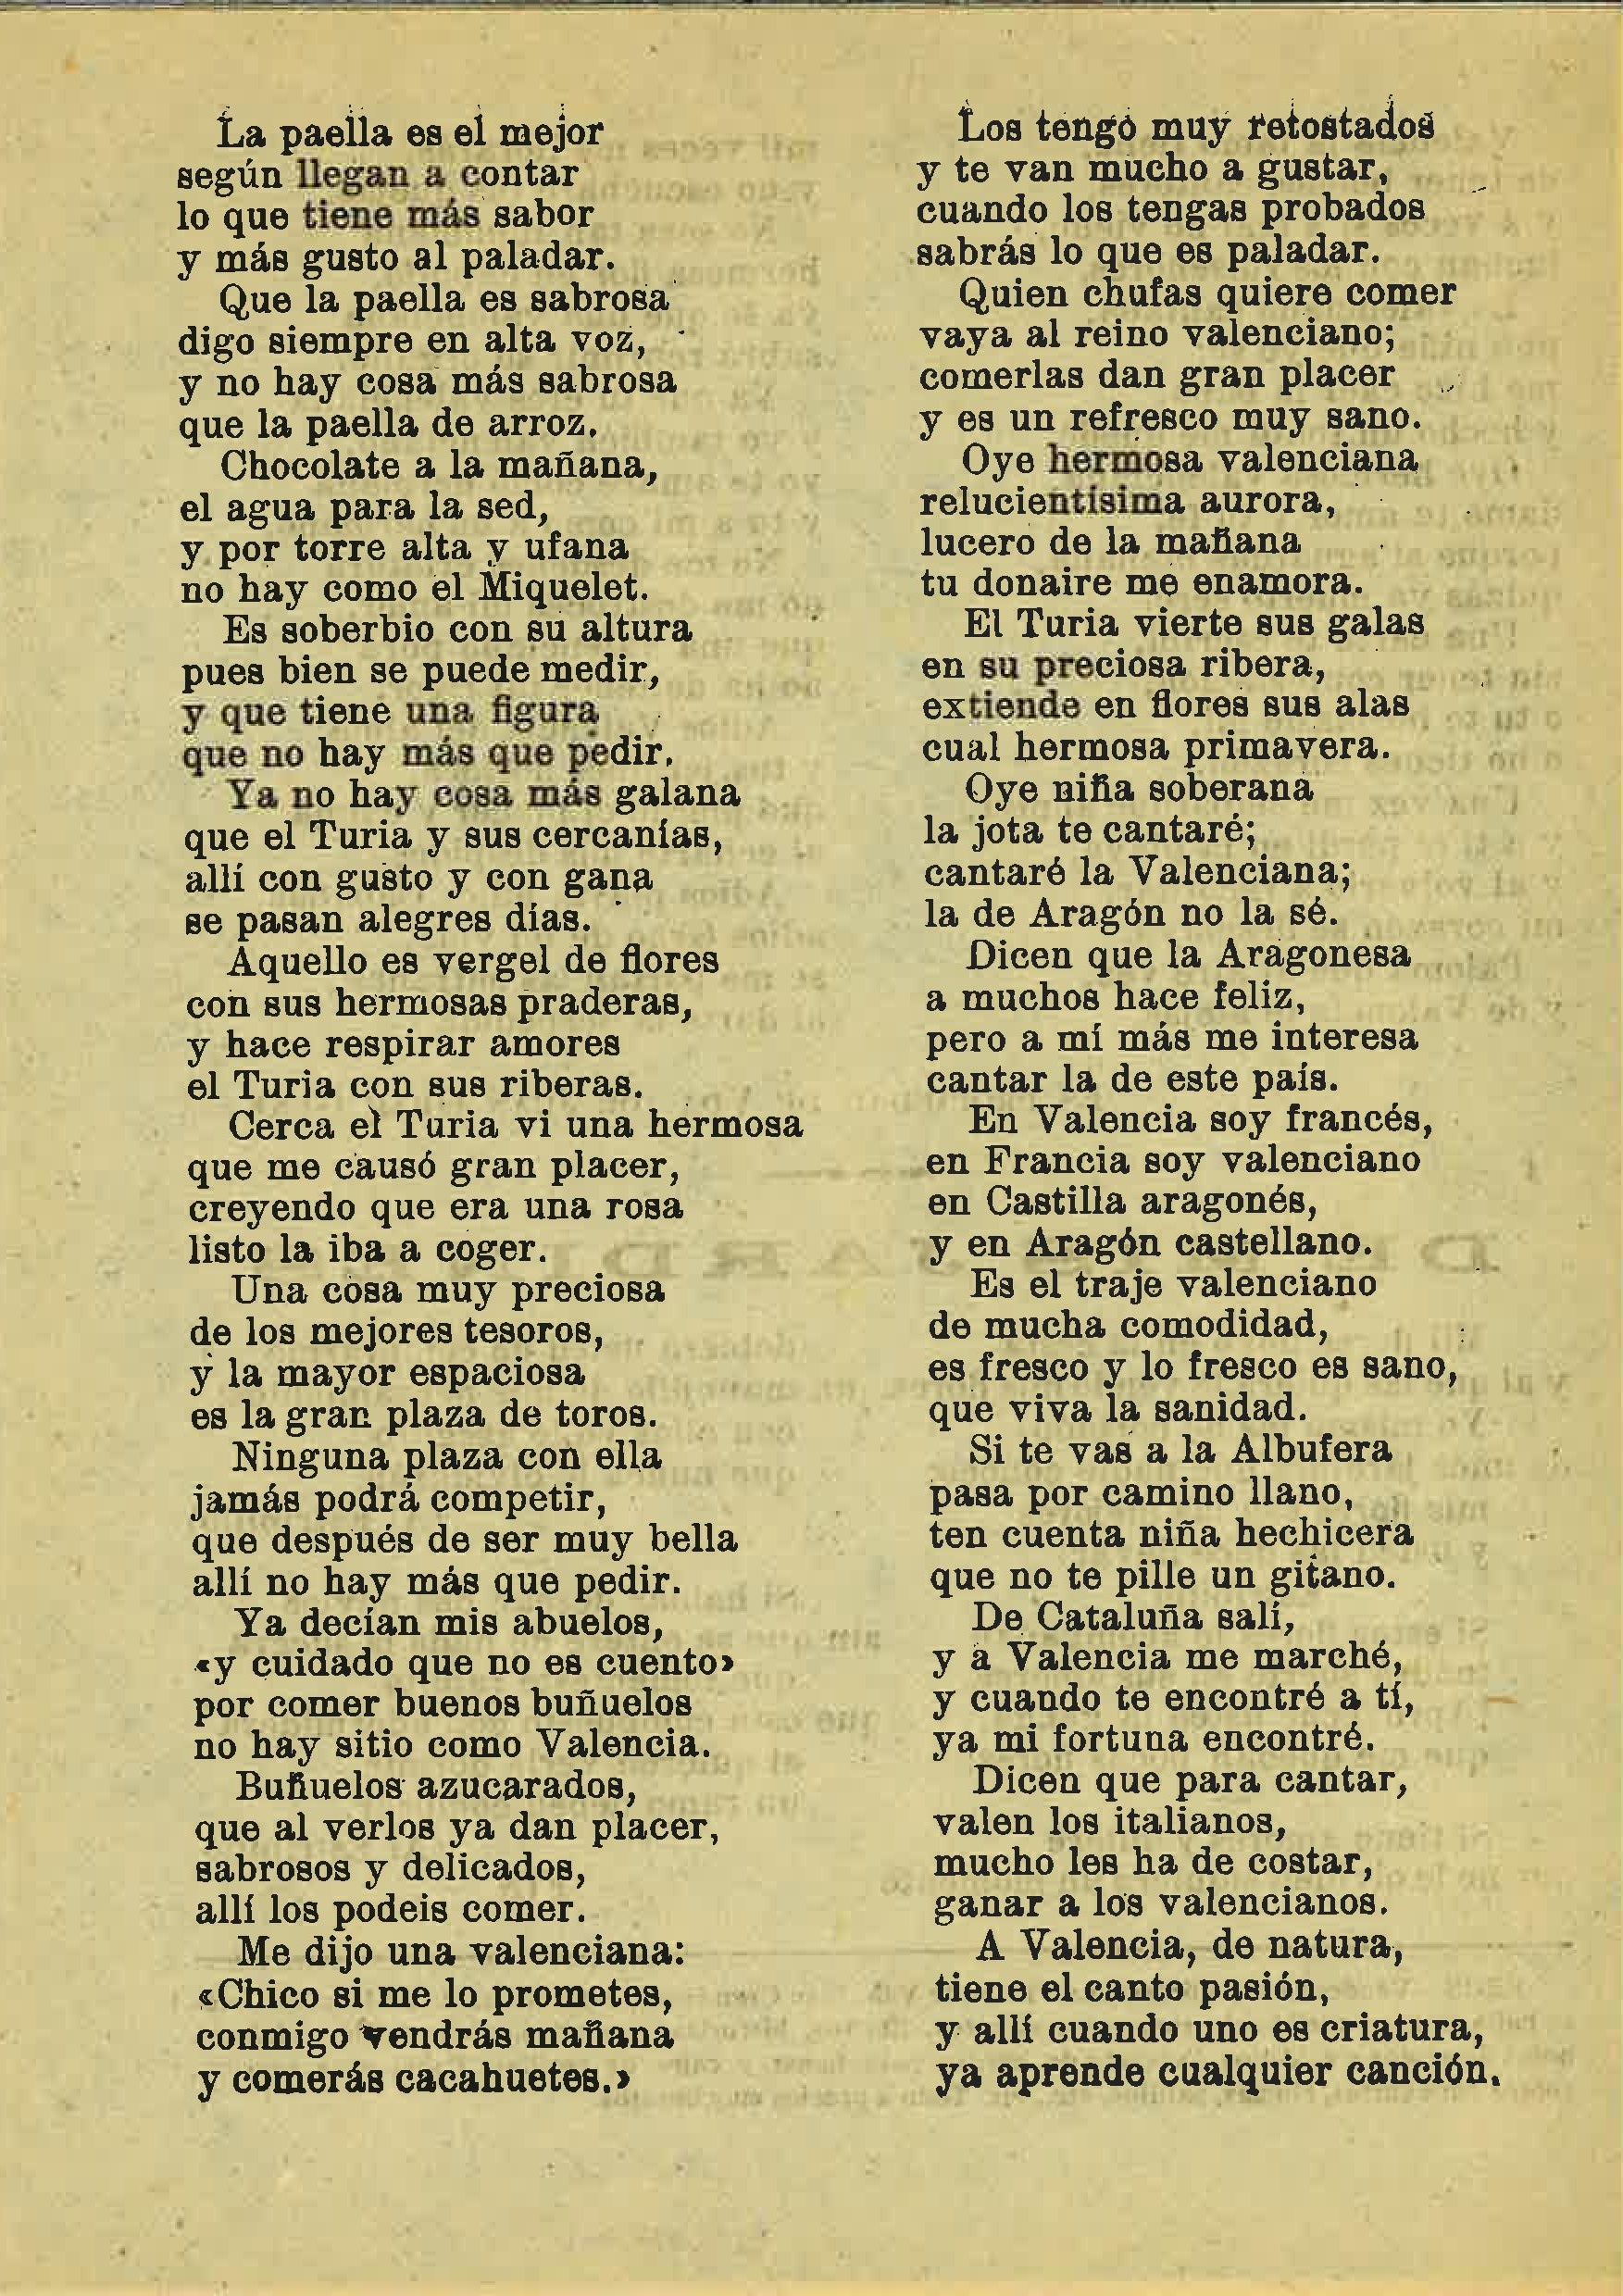 La paella es el mejor
según llegan a contar
lo que tiene más sabor
y más gusto al paladar.
Que la paella es sabrosa
digo siempre en alta voz,
y no hay cosa más sabrosa
que la paella de arroz.
Chocolate a la mañana,
el agua para la sed,
y por torre alta y ufana
no hay como el Miquelet.
Es soberbio con su altura
pues bien se puede medir,
y que tiene una figura
que no hay más que pedir.
Ya no hay cosa más galana
que el Turia y sus cercanías,
allí con gusto y con gana
se pasan alegres días.
Aquello es vergel de flores
con sus hermosas praderas,
y hace respirar amores
el Turia con sus riberas.
Cerca el Turia vi una hermosa
que me causó gran placer,
creyendo que era una rosa
listo la iba a coger.
Una cosa muy preciosa
de los mejores tesoros,
y la mayor espaciosa
es la gran plaza de toros.
Ninguna plaza con ella
jamás podrá competir,
que después de ser muy bella
allí no hay más que pedir.
Ya decían mis abuelos,
«y cuidado que no es cuento»
por comer buenos buñuelos
no hay sitio como Valencia.
Buñuelos azucarados,
que al verlos ya dan placer,
sabrosos y delicados,
allí los podeis comer.
Me dijo una valenciana:
«Chico si me lo prometes,
conmigo vendrás mañana
y comerás cacahuetes.»
Los tengo muy retostados
y te van mucho a gustar,
cuando los tengas probados
sabrás lo que es paladar.
Quien chufas quiere comer
vaya al reino valenciano;
comerlas dan gran placer
y es un refresco muy sano.
Oye hermosa valenciana
relucientísima aurora,
lucero de la mañana
tu donaire me enamora.
El Turia vierte sus galas
en su preciosa ribera,
extiende en flores sus alas
cual hermosa primavera.
Oye niña soberana
la jota te cantaré;
cantaré la Valenciana;
la de Aragón no la sé.
Dicen que la Aragonesa
a muchos hace feliz,
pero a mí más me interesa
cantar la de este país.
En Valencia soy francés,
en Francia soy valenciano
en Castilla aragonés,
y en Aragón castellano.
Es el traje valenciano
de mucha comodidad,
es fresco y lo fresco es sano,
que viva la sanidad.
Si te vas a la Albufera
pasa por camino llano,
ten cuenta niña hechicera
que no te pille un gitano.
De Cataluña salí,
y a Valencia me marché,
y cuando te encontré a tí,
ya mi fortuna encontré.
Dicen que para cantar,
valen los italianos,
mucho les ha de costar,
ganar a los valencianos.
A Valencia, de natura,
tiene el canto pasión,
y allí cuando uno es criatura,
ya aprende cualquier canción.